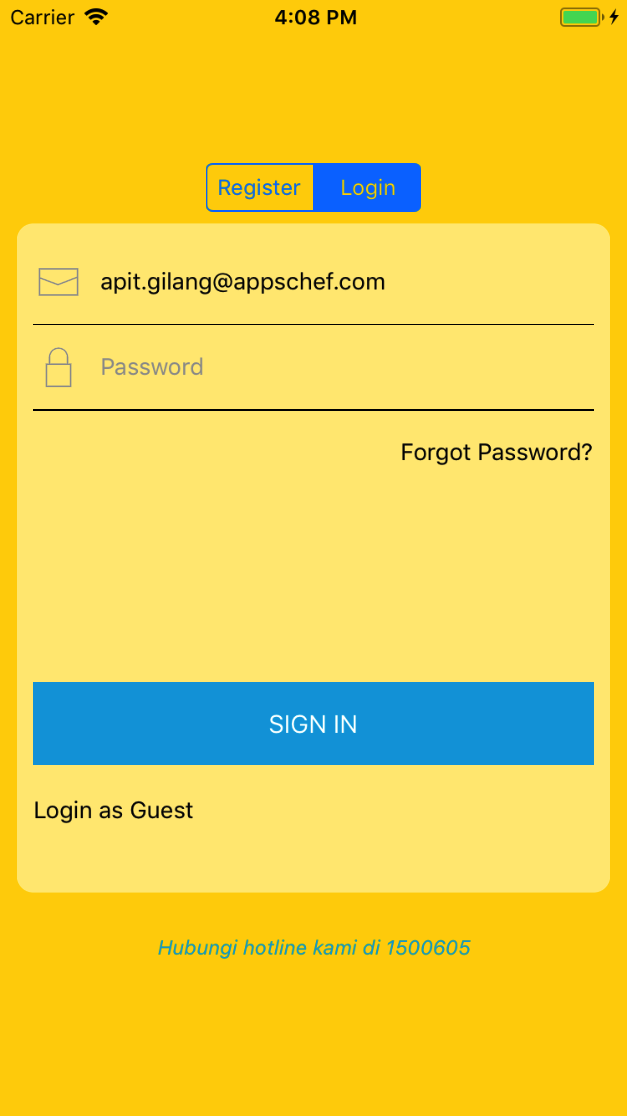 Carrier 4:08 PM
Register Login
apit.gilang@appschef.com
Password
Forgot Password?
SIGN IN
Login as Guest
Hubungi hotline kami di 1500605